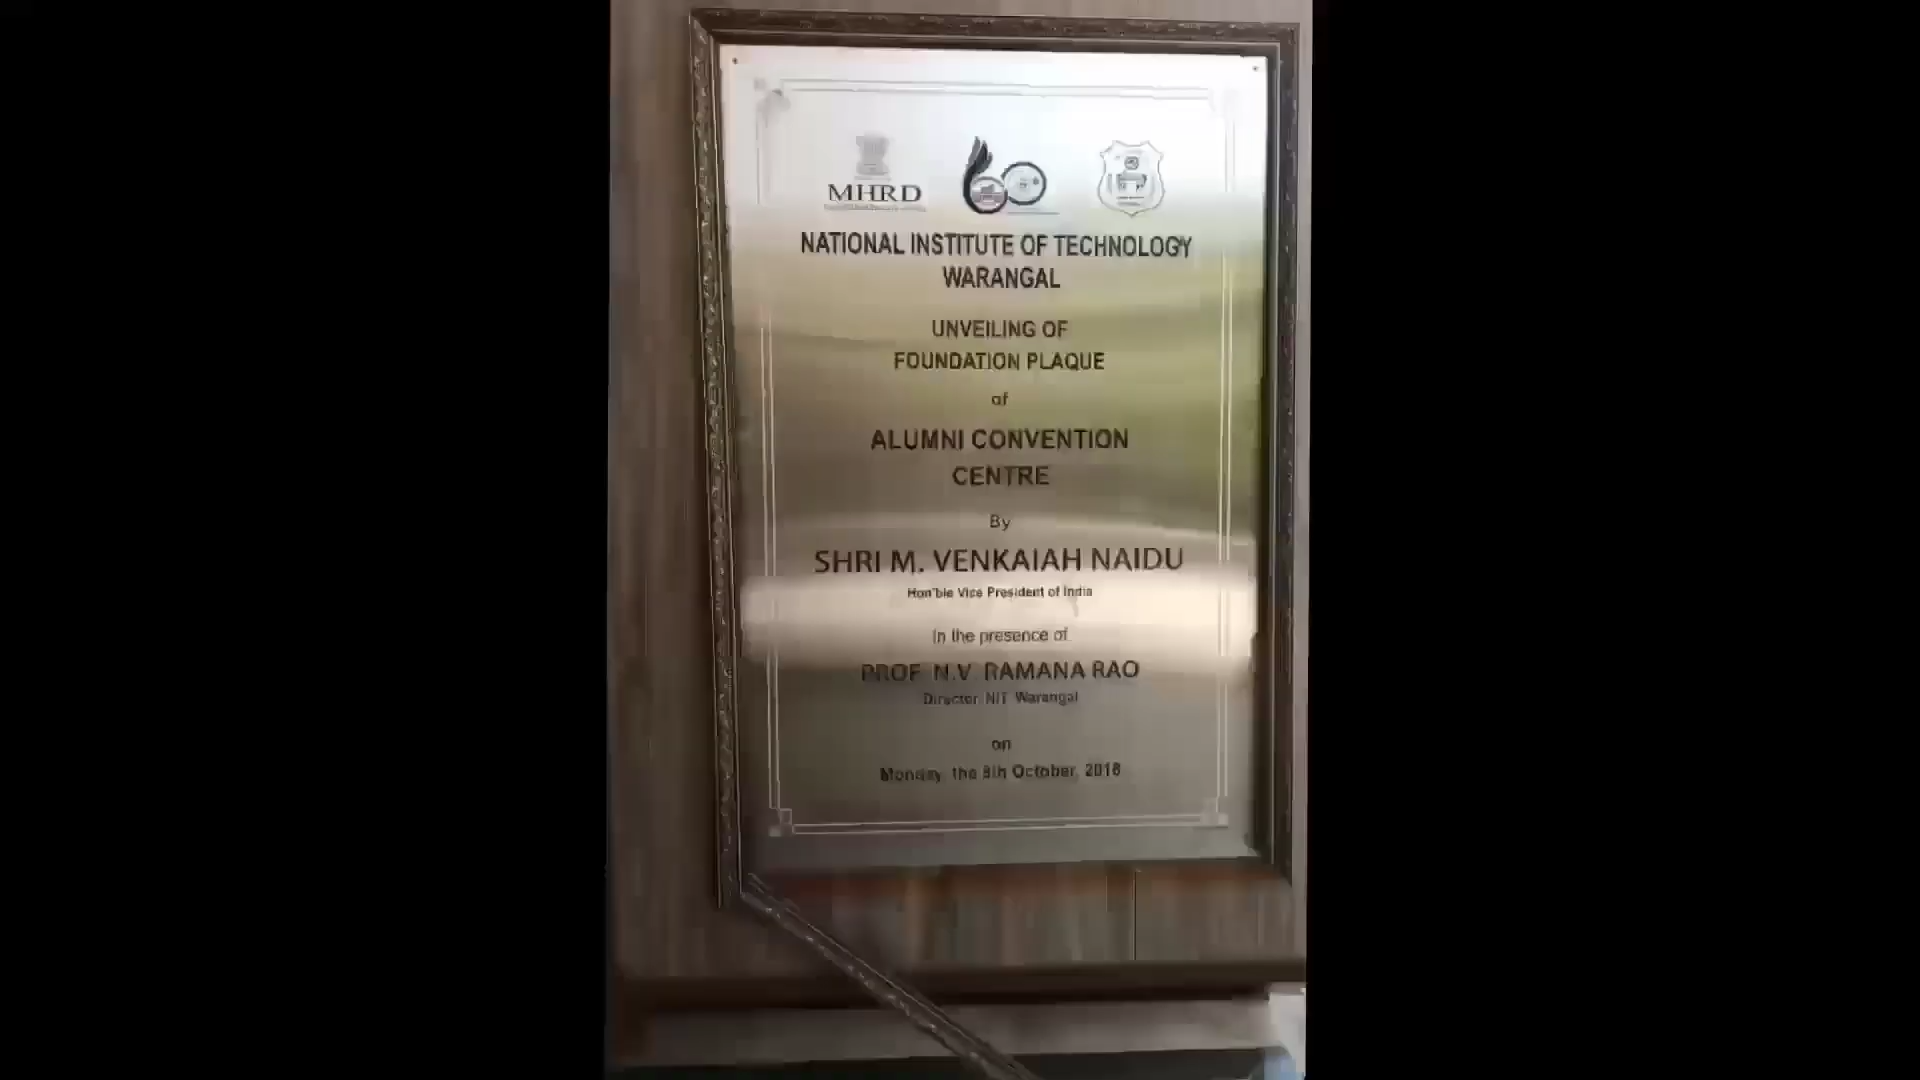 MHRD
NATIONAL INSTITUTE OF TECHNOLOGY
WARANGAL
UNVEILING OF
FOUNDATION PLAQUE
of
ALUMNI CONVENTION
CENTRE
By
SHRI M. VENKAIAH NAIDU
Hon'ble Vice President of India
In the presence of
PROF. N.V. RAMANA RAO
Director, NIT Warangal
on
Monday, the 8th October, 2018